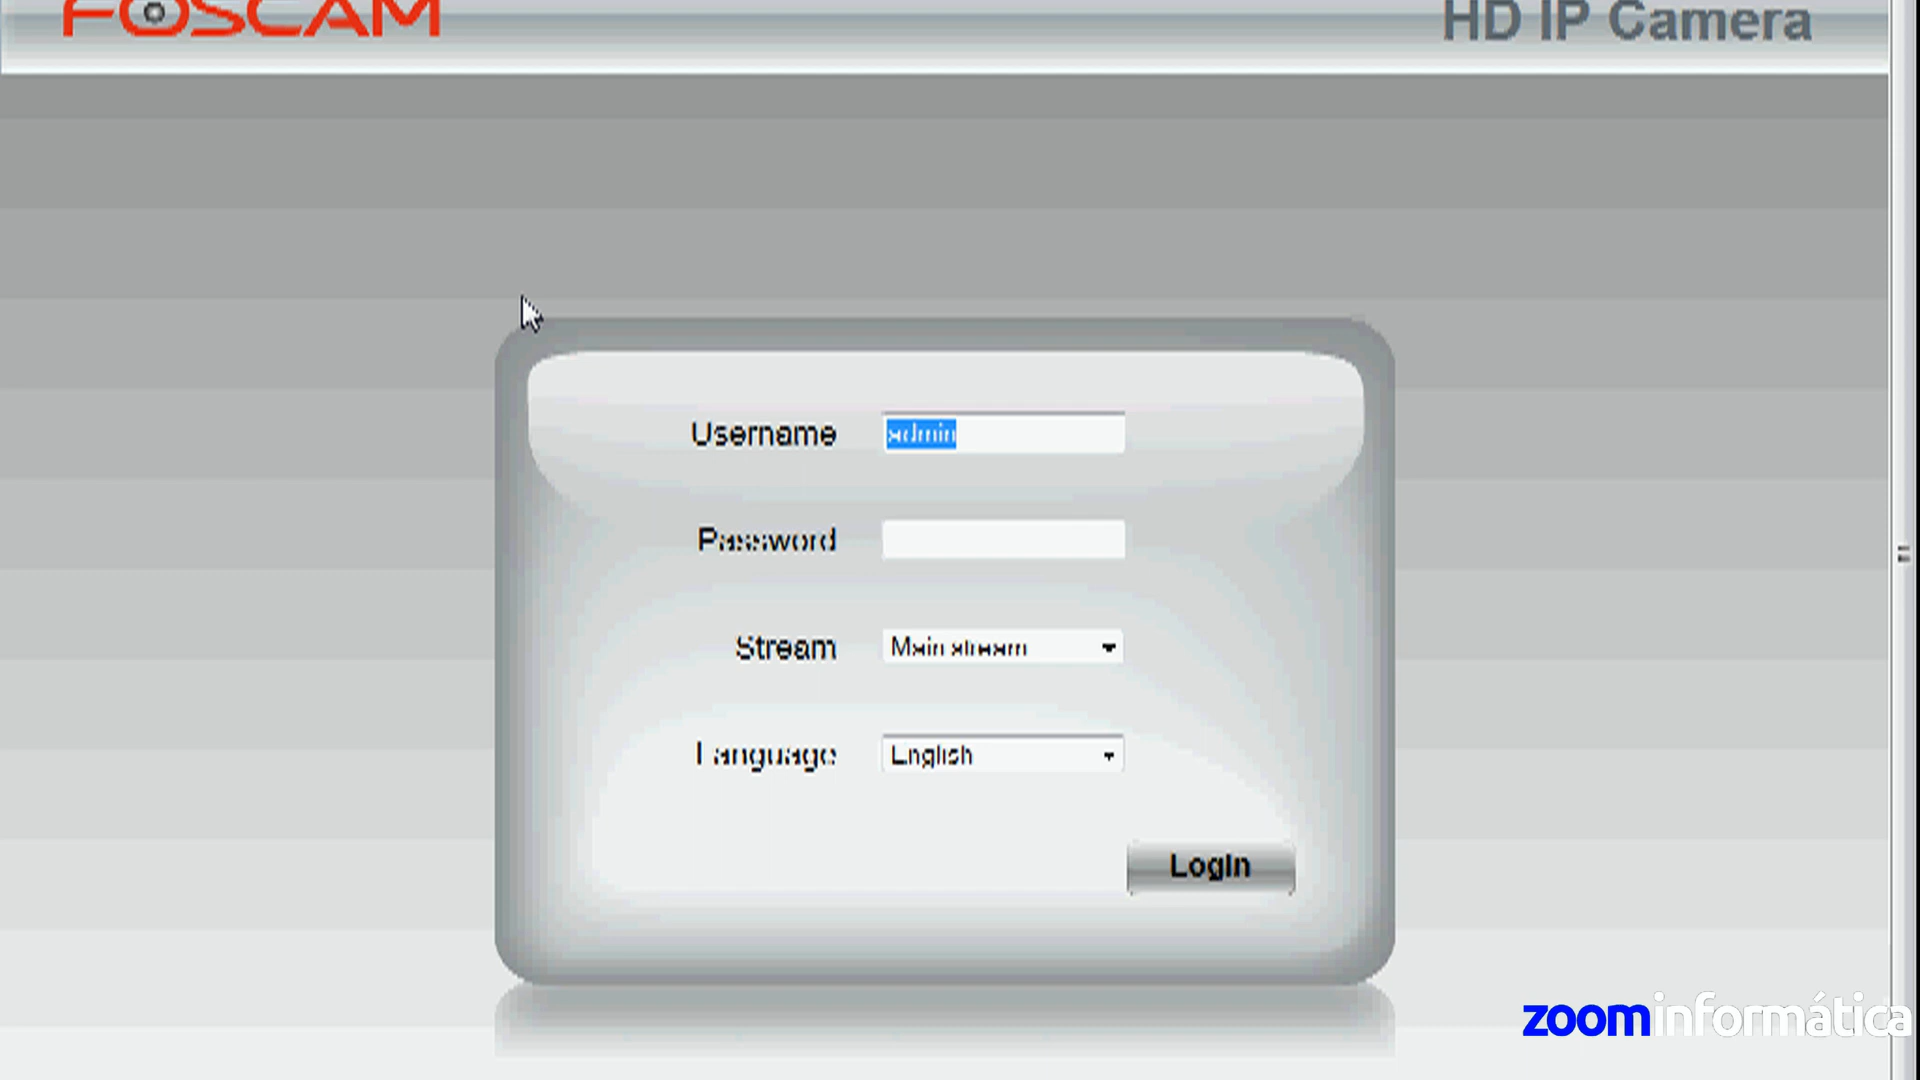 FOSCAM HD IP Camera
Username admin
Password
Stream Main stream
Language English
Login
zoominformática